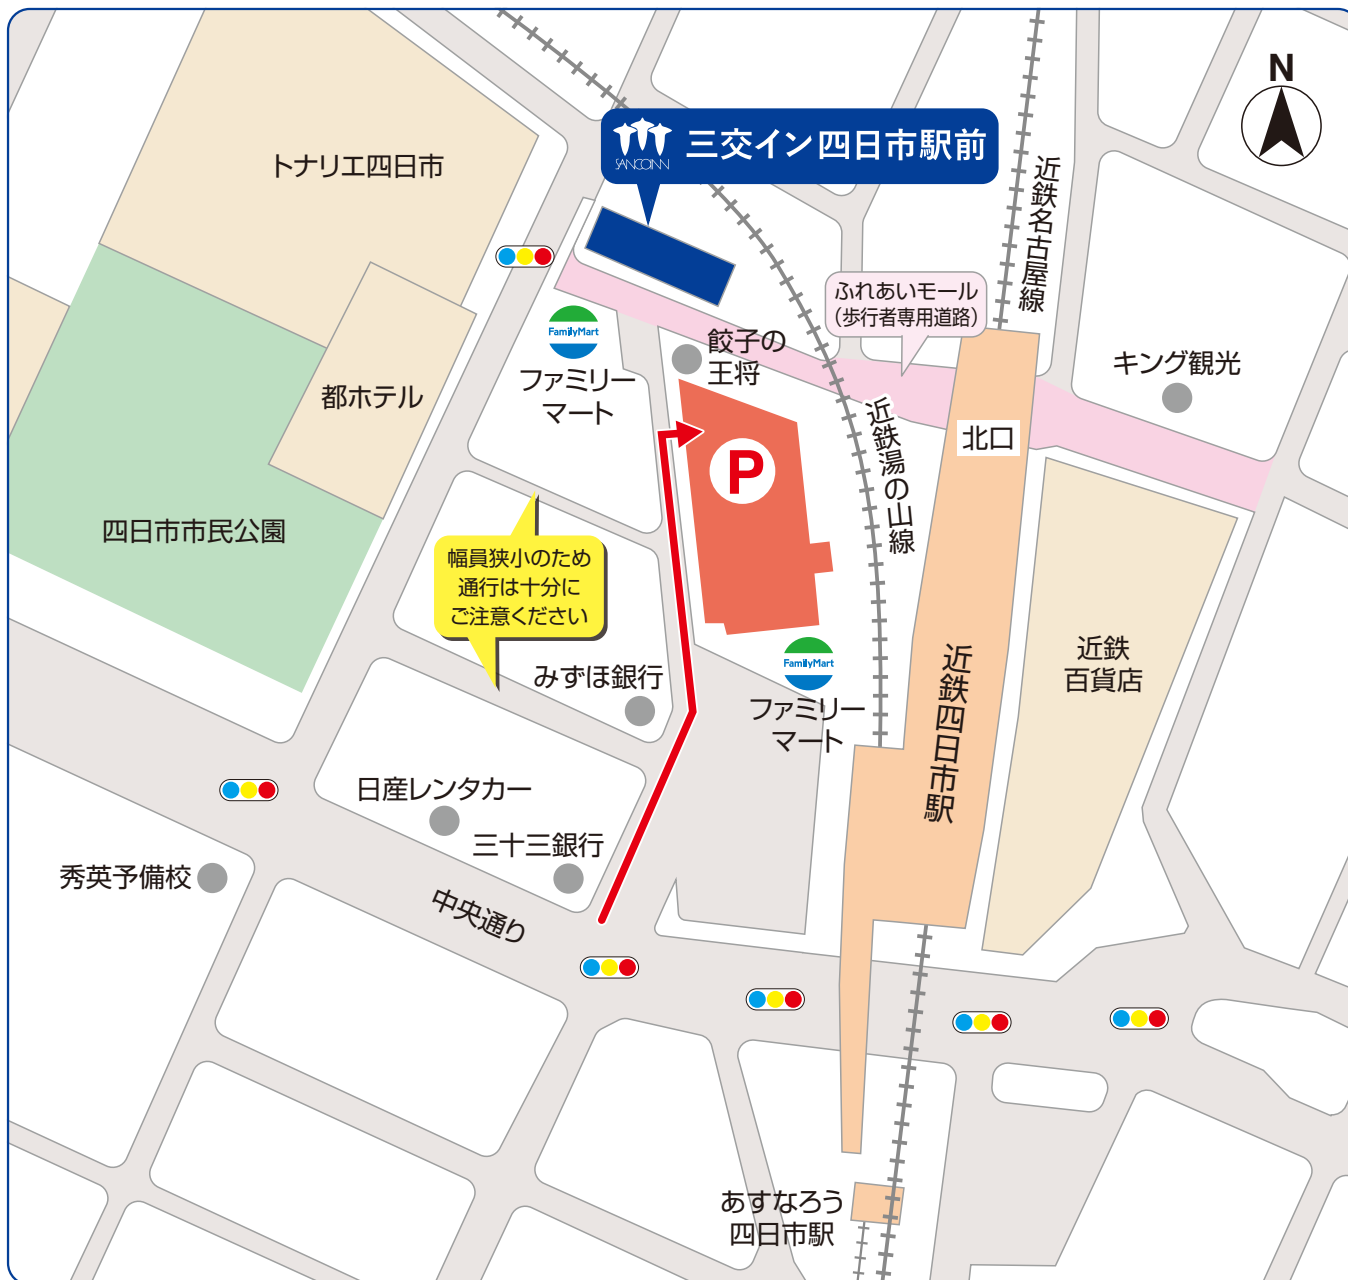 N
三交イン 四日市駅前
SANCOINN
トナリエ四日市
近鉄名古屋線
ふれあいモール
（歩行者専用道路）
FamilyMart
ファミリー
マート
餃子の
王将
キング観光
都ホテル
近鉄湯の山線
北口
P
四日市市民公園
幅員狭小のため
通行は十分に
ご注意ください
みずほ銀行
FamilyMart
ファミリー
マート
近鉄四日市駅
近鉄
百貨店
日産レンタカー
三十三銀行
秀英予備校
中央通り
あすなろう
四日市駅